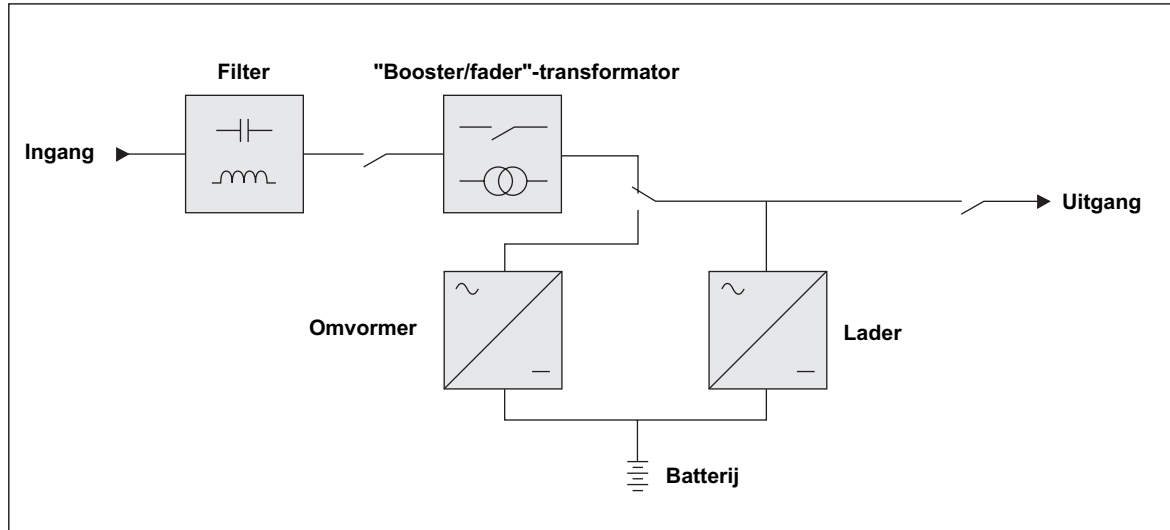 Filter
"Booster/fader"-transformator
Ingang
Uitgang
Omvormer
Lader
Batterij